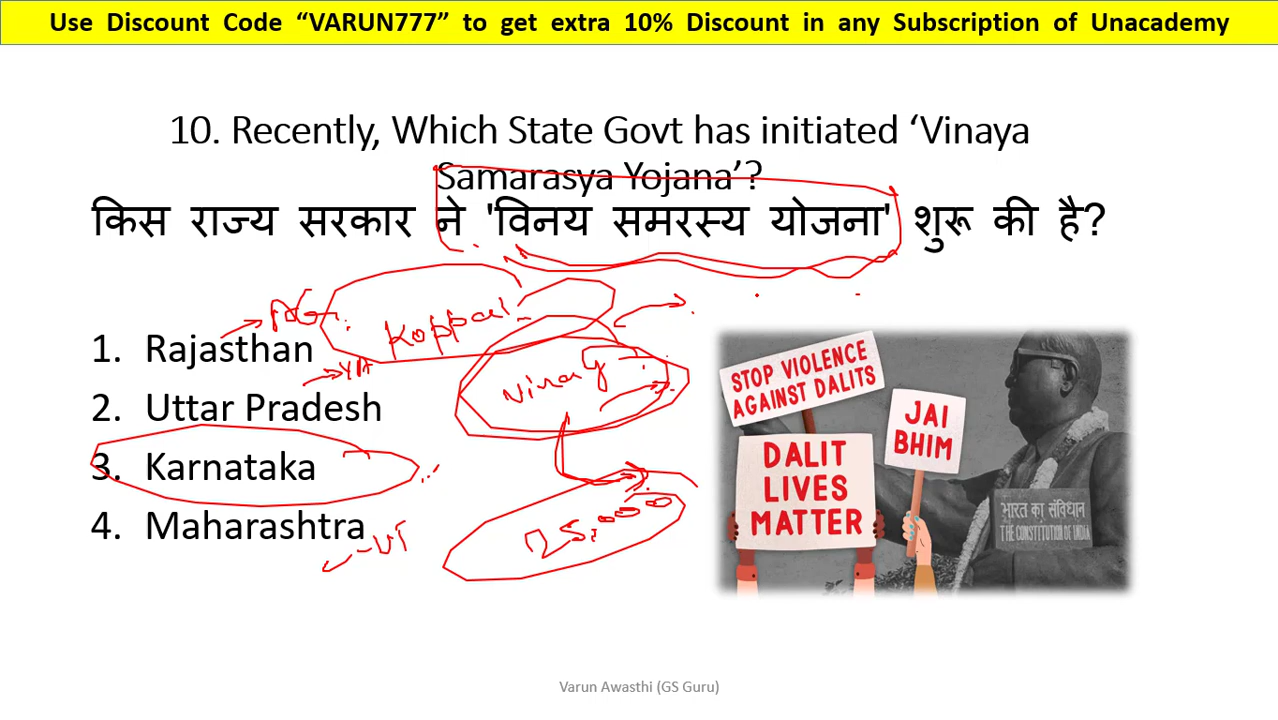 Use Discount Code “VARUN777” to get extra 10% Discount in any Subscription of Unacademy
10. Recently, Which State Govt has initiated ‘Vinaya
Samarasya Yojana’?
किस राज्य सरकार ने 'विनय समरस्य योजना' शुरू की है?
AG
Koppal
1. Rajasthan
YA
Vinay
2. Uttar Pradesh
3. Karnataka
25,000
4. Maharashtra
UT
STOP VIOLENCE
AGAINST DALITS
JAI
BHIM
DALIT
LIVES
MATTER
भारत का संविधान
THE CONSTITUTION OF INDIA
Varun Awasthi (GS Guru)